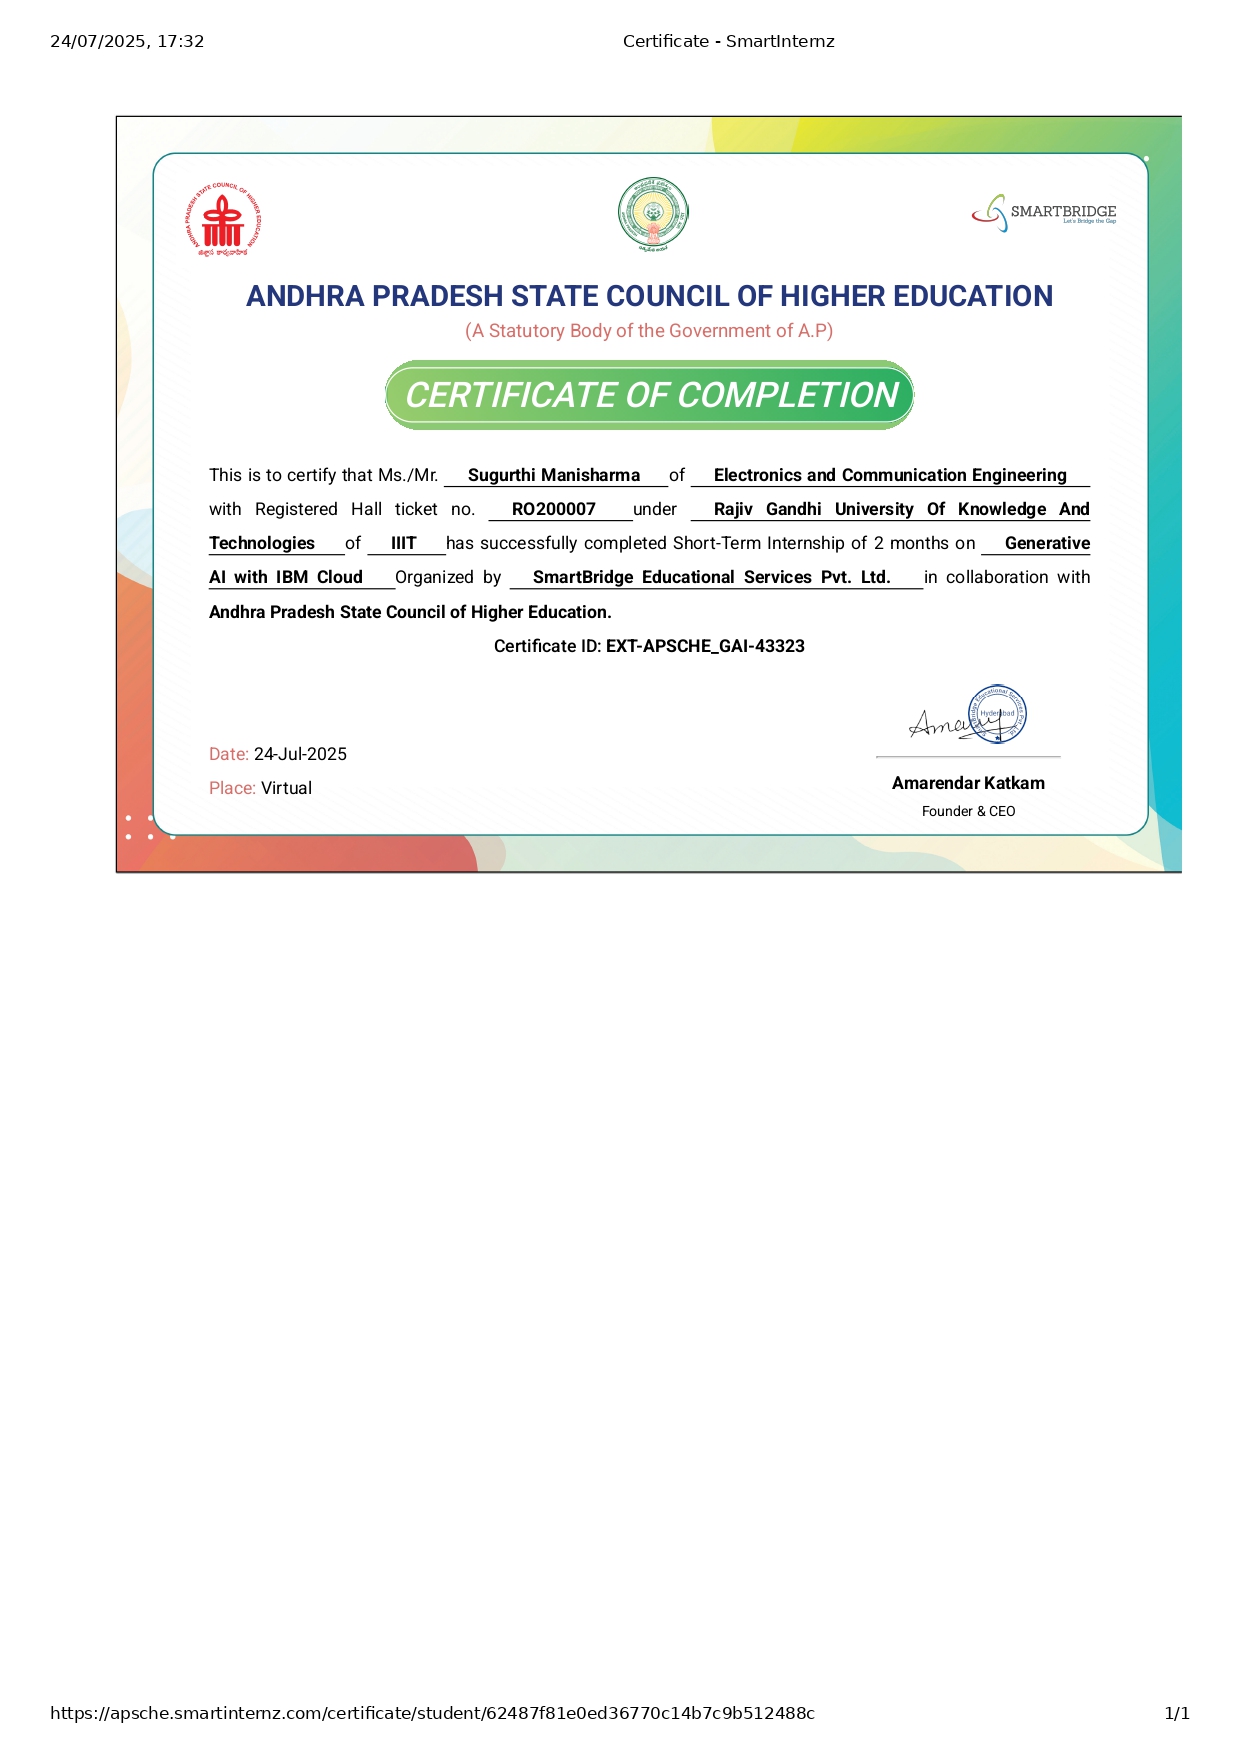 24/07/2025, 17:32
Certificate - SmartInternz
ANDHRA PRADESH STATE COUNCIL OF HIGHER EDUCATION
SMARTBRIDGE
Let's Bridge the Gap
ANDHRA PRADESH STATE COUNCIL OF HIGHER EDUCATION
(A Statutory Body of the Government of A.P)
CERTIFICATE OF COMPLETION
This is to certify that Ms./Mr. Sugurthi Manisharma of Electronics and Communication Engineering
with Registered Hall ticket no. RO200007 under Rajiv Gandhi University Of Knowledge And
Technologies of IIIT has successfully completed Short-Term Internship of 2 months on Generative
AI with IBM Cloud Organized by SmartBridge Educational Services Pvt. Ltd. in collaboration with
Andhra Pradesh State Council of Higher Education.
Certificate ID: EXT-APSCHE_GAI-43323
Hyderabad
Date: 24-Jul-2025
Place: Virtual
Amarendar Katkam
Founder & CEO
https://apsche.smartinternz.com/certificate/student/62487f81e0ed36770c14b7c9b512488c
1/1